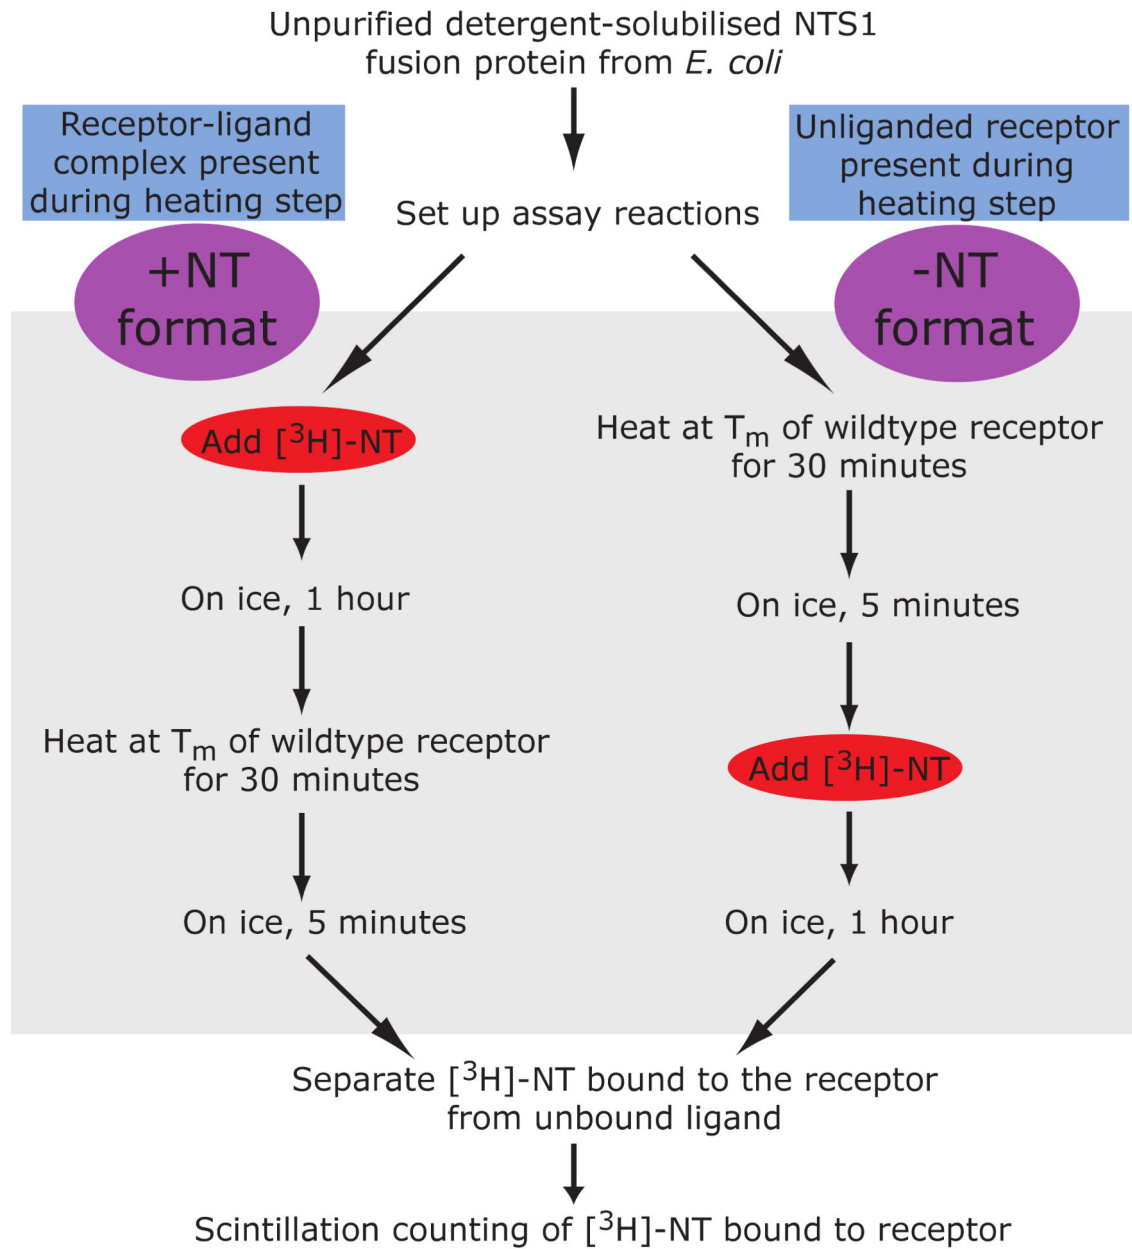 Unpurified detergent-solubilised NTS1
fusion protein from E. coli
Receptor-ligand
complex present
during heating step
Unliganded receptor
present during
heating step
Set up assay reactions
+NT
format
-NT
format
Add [³H]-NT
On ice, 1 hour
Heat at Tₘ of wildtype receptor
for 30 minutes
On ice, 5 minutes
Heat at Tₘ of wildtype receptor
for 30 minutes
On ice, 5 minutes
Add [³H]-NT
On ice, 1 hour
Separate [³H]-NT bound to the receptor
from unbound ligand
Scintillation counting of [³H]-NT bound to receptor